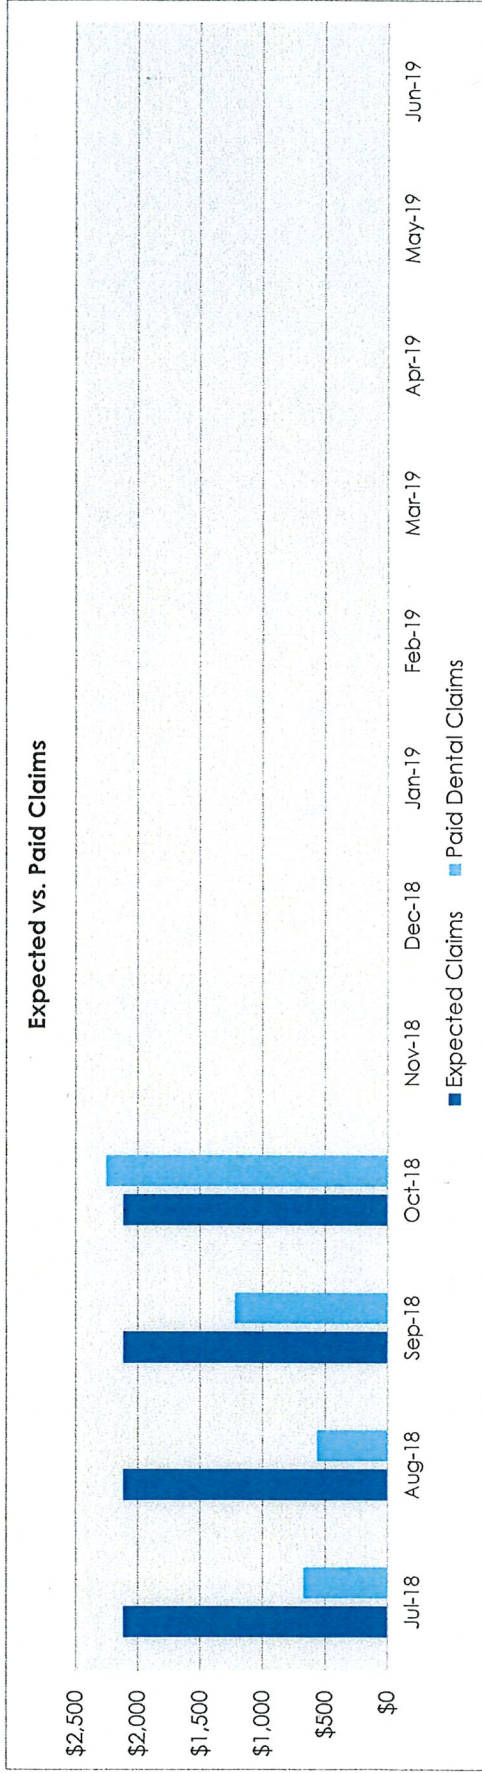 Expected vs. Paid Claims
$2,500
$2,000
$1,500
$1,000
$500
$0
Jul-18
Aug-18
Sep-18
Oct-18
Nov-18
Dec-18
Jan-19
Feb-19
Mar-19
Apr-19
May-19
Jun-19
Expected Claims
Paid Dental Claims